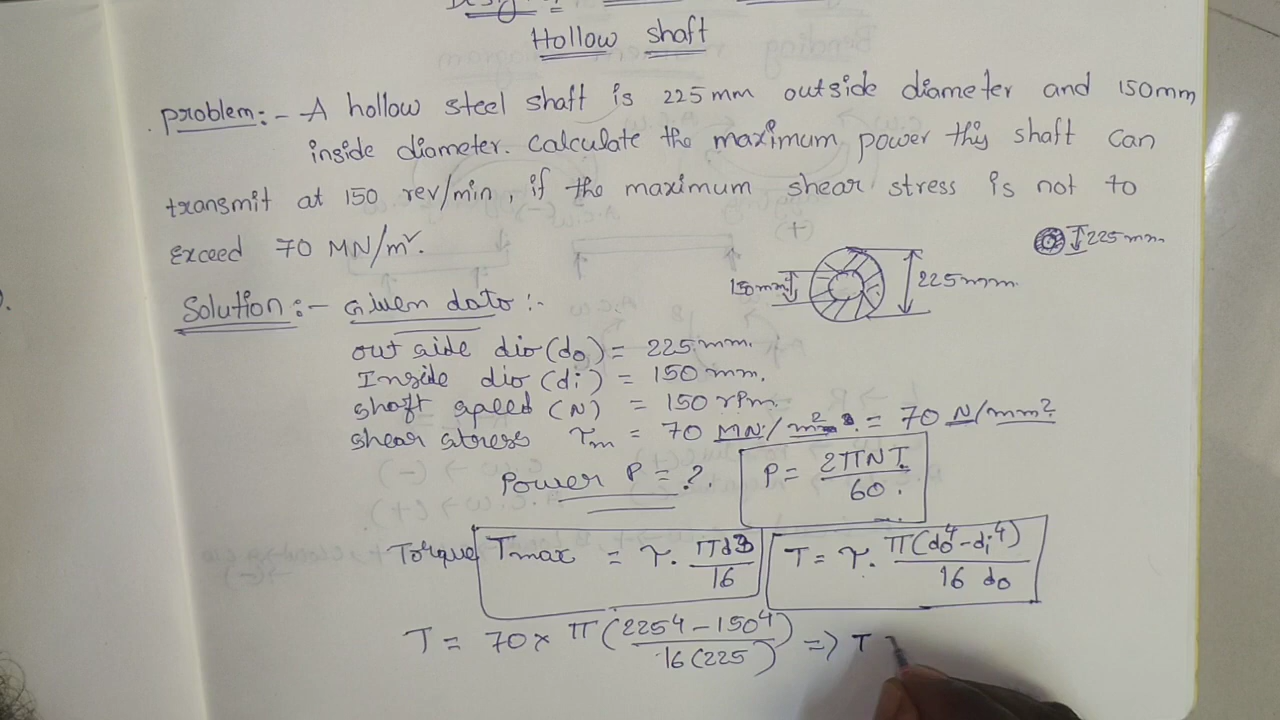 Hollow shaft
problem:- A hollow steel shaft is 225mm outside diameter and 150mm
inside diameter. calculate the maximum power this shaft can
transmit at 150 rev/min, if the maximum shear stress is not to
exceed 70 MN/m².
225mm.
150mm
225mm.
Solution:- Given data:-
out side dia(do) = 225mm.
Inside dia (di) = 150 mm.
shaft speed (N) = 150 rpm.
shear stress τm = 70 MN/m² = 70 N/mm²
Power P = ?. P = 2πNT/60.
Torque Tmax = τ. πd³/16 T = τ. π(do⁴-di⁴)/16 do
T = 70 x π(225⁴-150⁴)/16(225) => T =